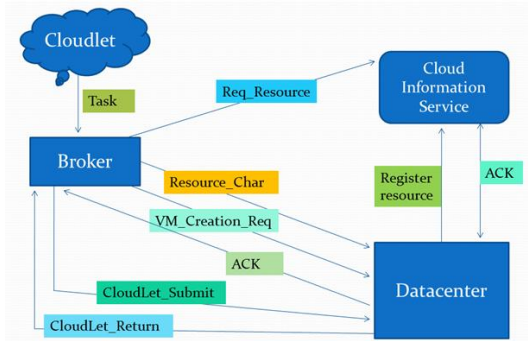 Cloudlet
Task
Req_Resource
Cloud
Information
Service
Broker
Resource_Char
Register
resource
ACK
VM_Creation_Req
ACK
CloudLet_Submit
Datacenter
CloudLet_Return